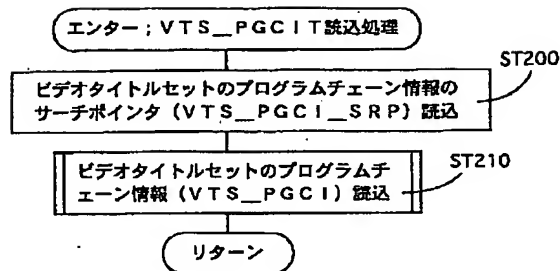 エンター;VTS__PGCIT読込処理
ST200
ビデオタイトルセットのプログラムチェーン情報の
サーチポインタ(VTS__PGCI__SRP)読込
ST210
ビデオタイトルセットのプログラムチ
ェーン情報(VTS__PGCI)読込
リターン